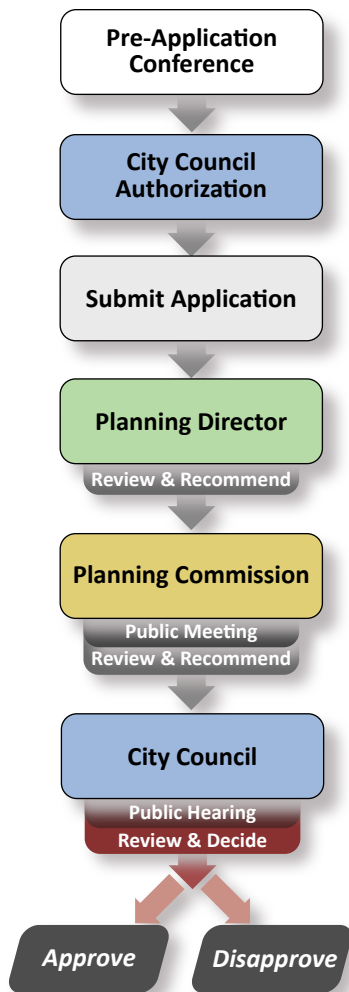 Pre-Application
Conference
City Council
Authorization
Submit Application
Planning Director
Review & Recommend
Planning Commission
Public Meeting
Review & Recommend
City Council
Public Hearing
Review & Decide
Approve
Disapprove